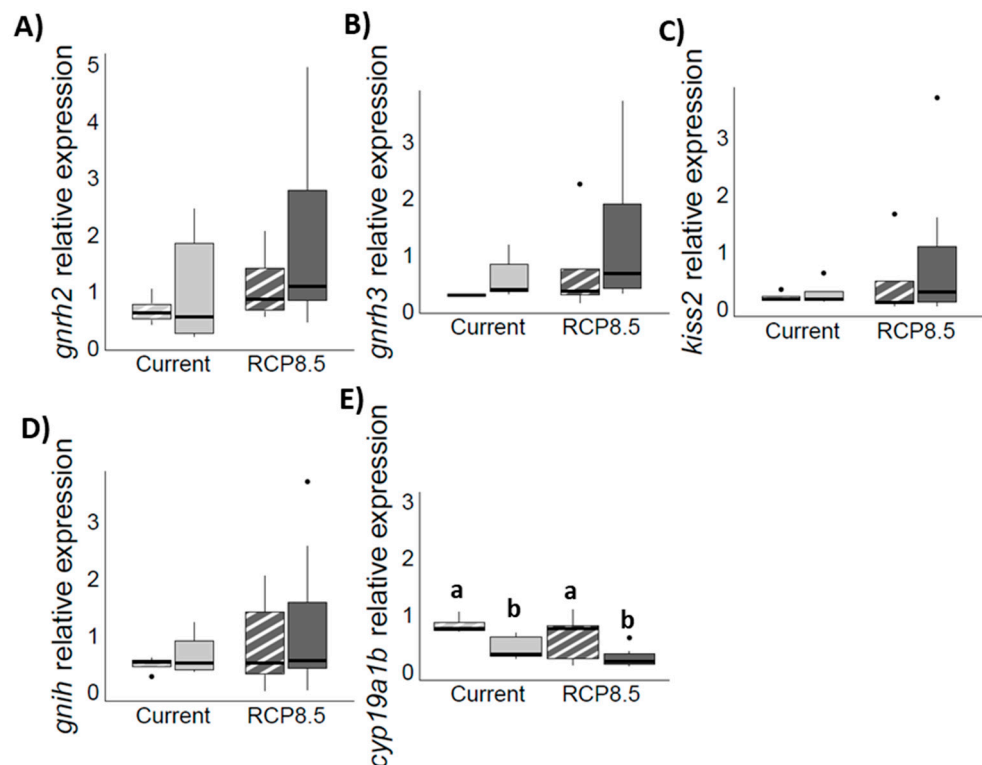 A)
gnrh2 relative expression
5
4
3
2
1
0
Current RCP8.5
B)
gnrh3 relative expression
3
2
1
0
Current RCP8.5
C)
kiss2 relative expression
3
2
1
0
Current RCP8.5
D)
gnih relative expression
3
2
1
0
Current RCP8.5
E)
cyp19a1b relative expression
3
2
1
0
a b a b
Current RCP8.5